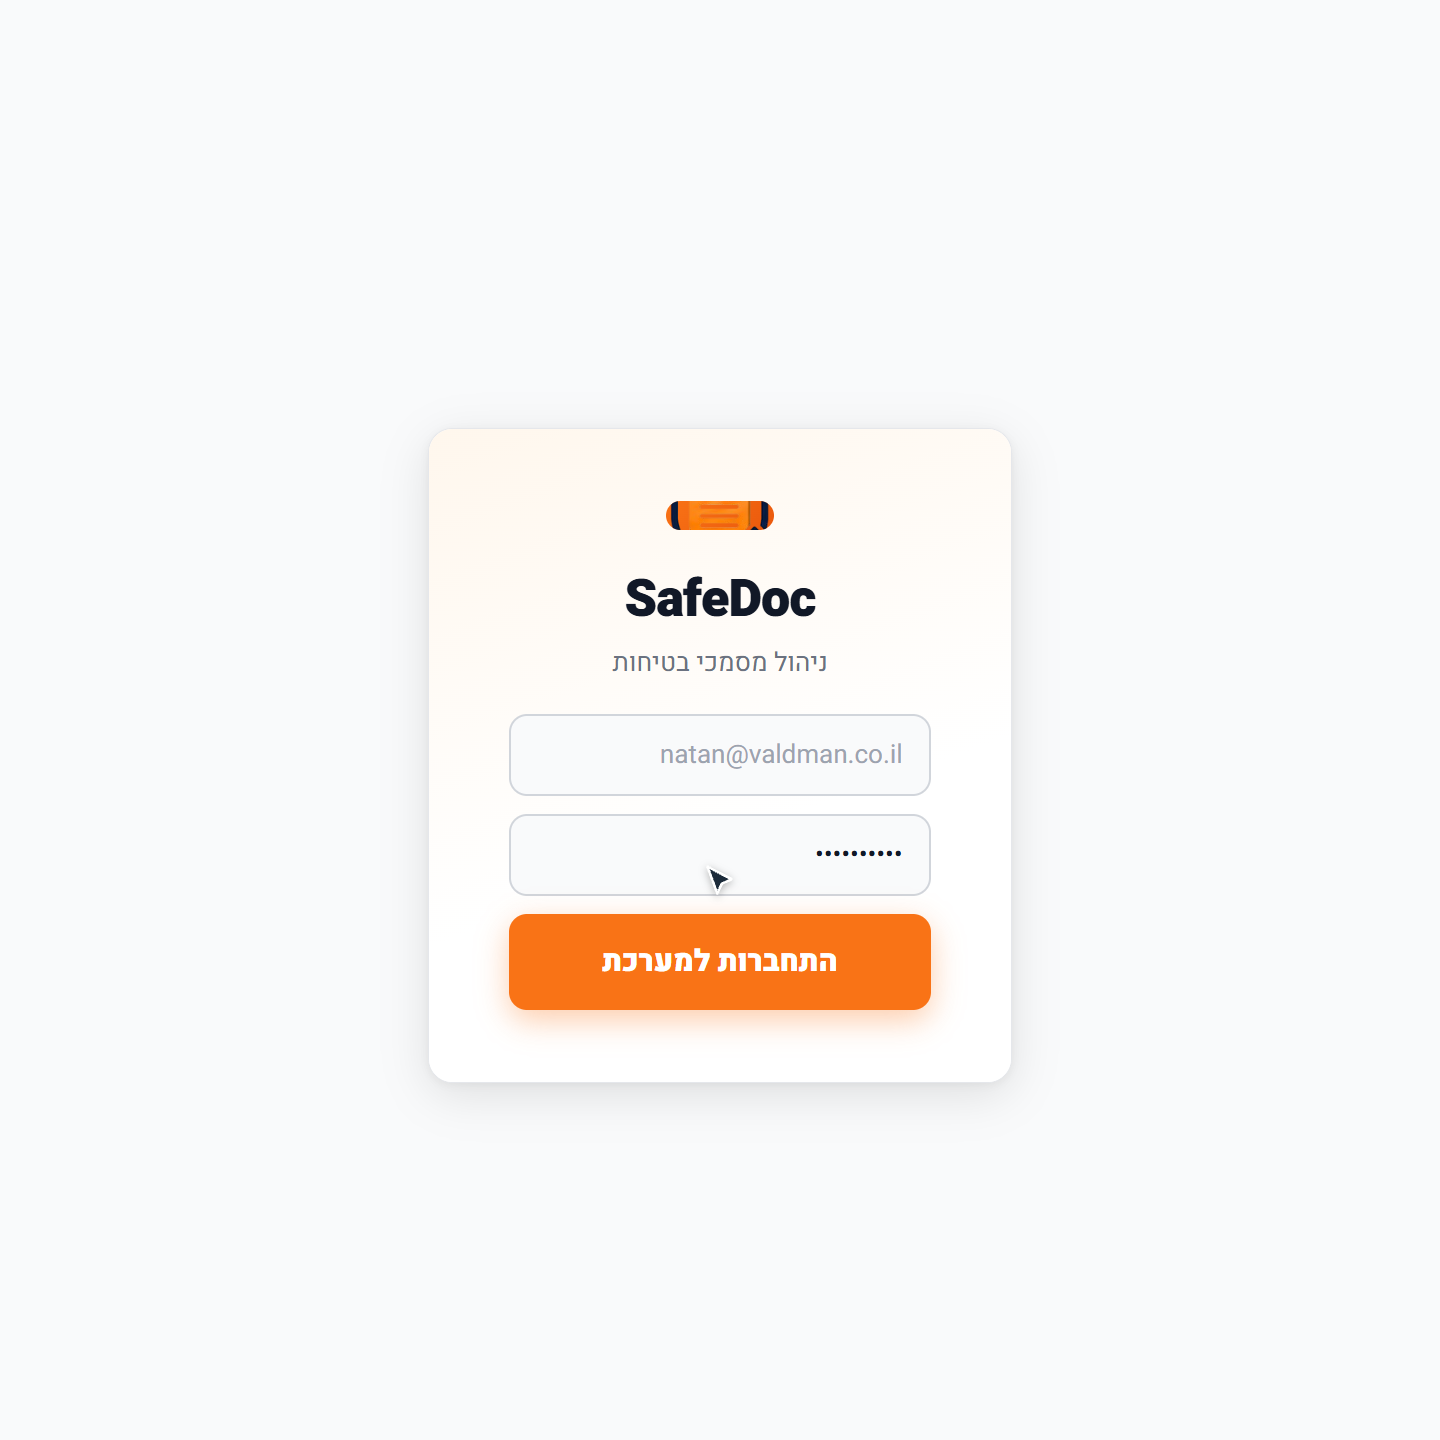 SafeDoc
ניהול מסמכי בטיחות
natan@valdman.co.il
••••••••••
התחברות למערכת